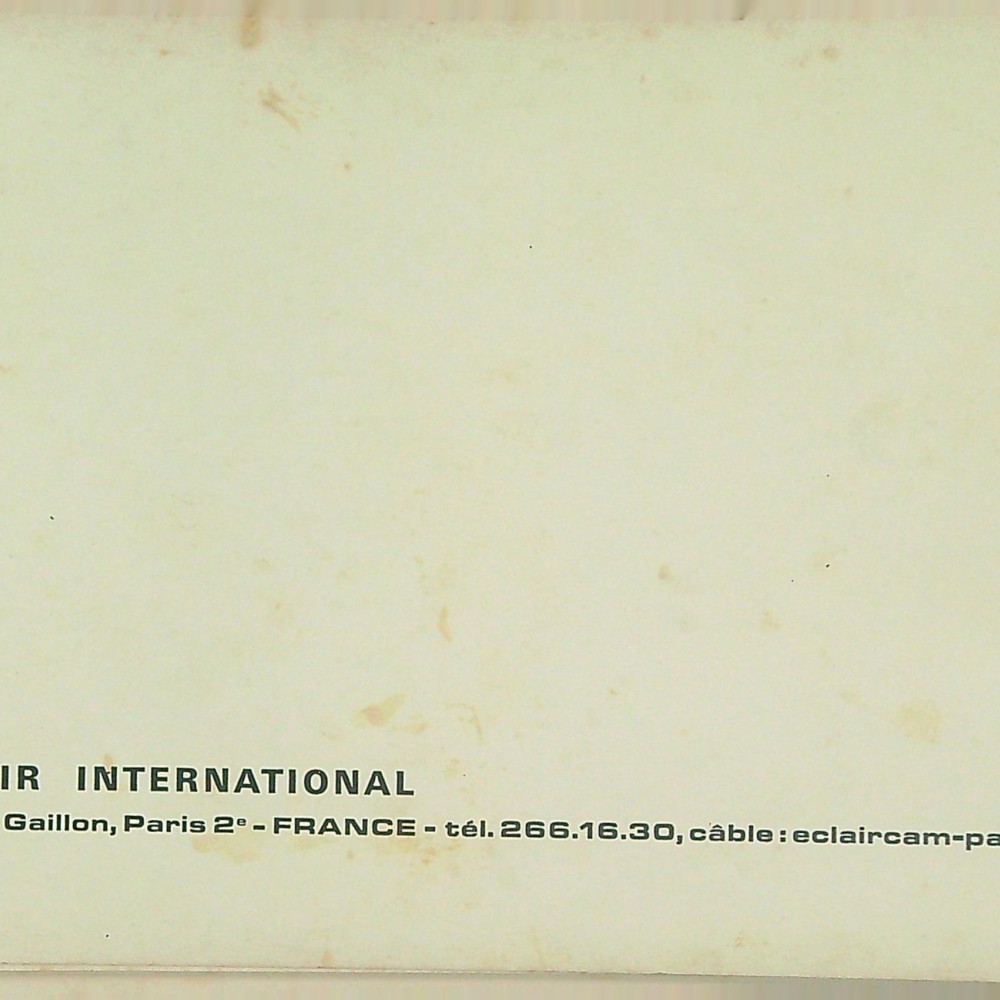 IR INTERNATIONAL
Gaillon, Paris 2ᵉ - FRANCE - tél. 266.16.30, câble : eclaircam-pa